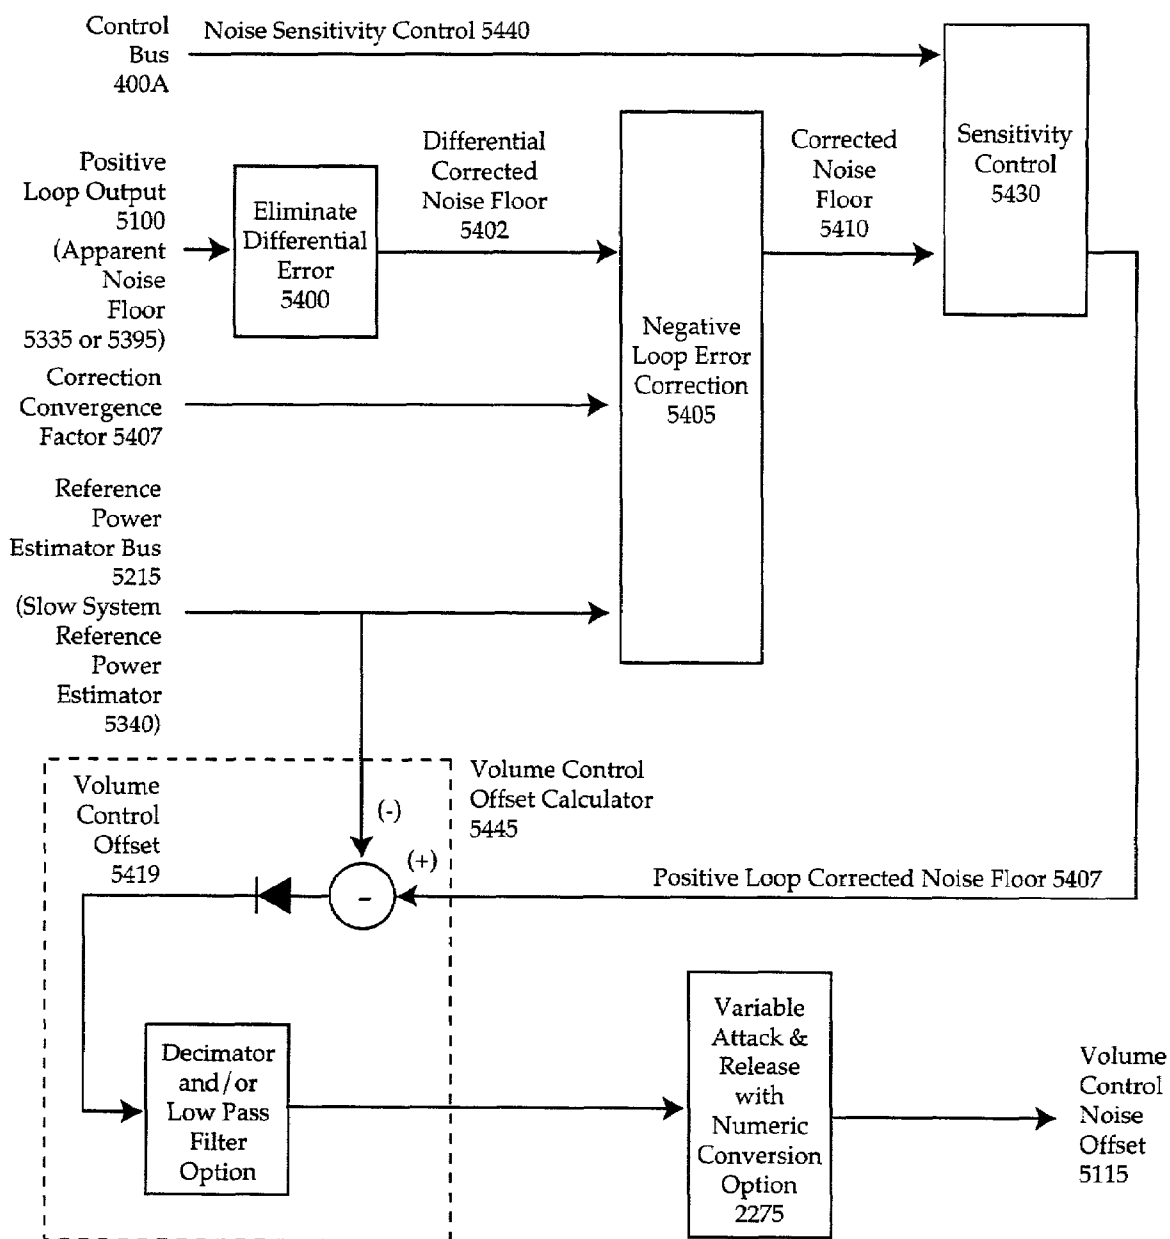 Control
Bus
400A
Noise Sensitivity Control 5440
Sensitivity
Control
5430
Positive
Loop Output
5100
(Apparent
Noise
Floor
5335 or 5395)
Eliminate
Differential
Error
5400
Differential
Corrected
Noise Floor
5402
Corrected
Noise
Floor
5410
Negative
Loop Error
Correction
5405
Correction
Convergence
Factor 5407
Reference
Power
Estimator Bus
5215
(Slow System
Reference
Power
Estimator
5340)
Volume
Control
Offset
5419
(-)
(+)
-
Volume Control
Offset Calculator
5445
Positive Loop Corrected Noise Floor 5407
Decimator
and/or
Low Pass
Filter
Option
Variable
Attack &
Release
with
Numeric
Conversion
Option
2275
Volume
Control
Noise
Offset
5115